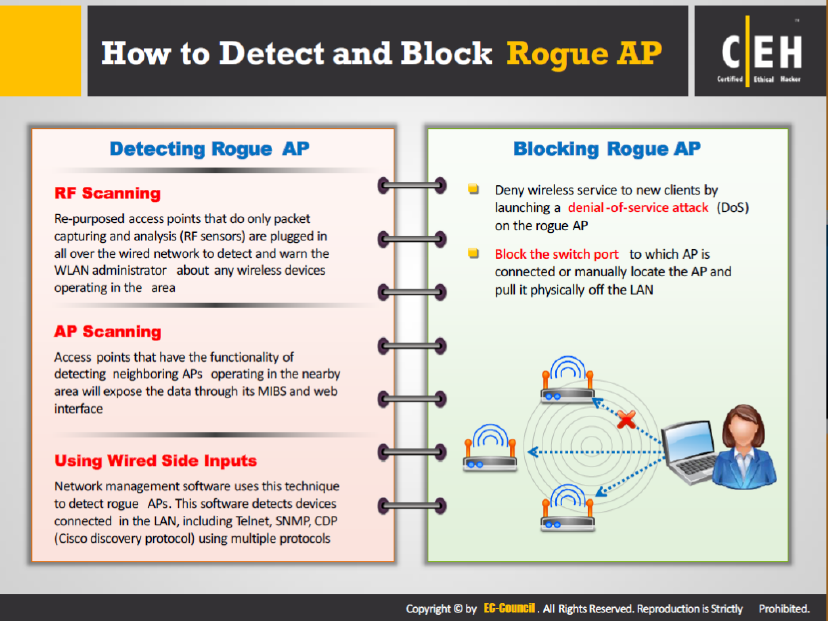 How to Detect and Block Rogue AP
CEH
Certified Ethical Hacker
Detecting Rogue AP
RF Scanning
Re-purposed access points that do only packet
capturing and analysis (RF sensors) are plugged in
all over the wired network to detect and warn the
WLAN administrator about any wireless devices
operating in the area
AP Scanning
Access points that have the functionality of
detecting neighboring APs operating in the nearby
area will expose the data through its MIBS and web
interface
Using Wired Side Inputs
Network management software uses this technique
to detect rogue APs. This software detects devices
connected in the LAN, including Telnet, SNMP, CDP
(Cisco discovery protocol) using multiple protocols
Blocking Rogue AP
Deny wireless service to new clients by
launching a denial-of-service attack (DoS)
on the rogue AP
Block the switch port to which AP is
connected or manually locate the AP and
pull it physically off the LAN
Copyright © by EC-Council. All Rights Reserved. Reproduction is Strictly Prohibited.